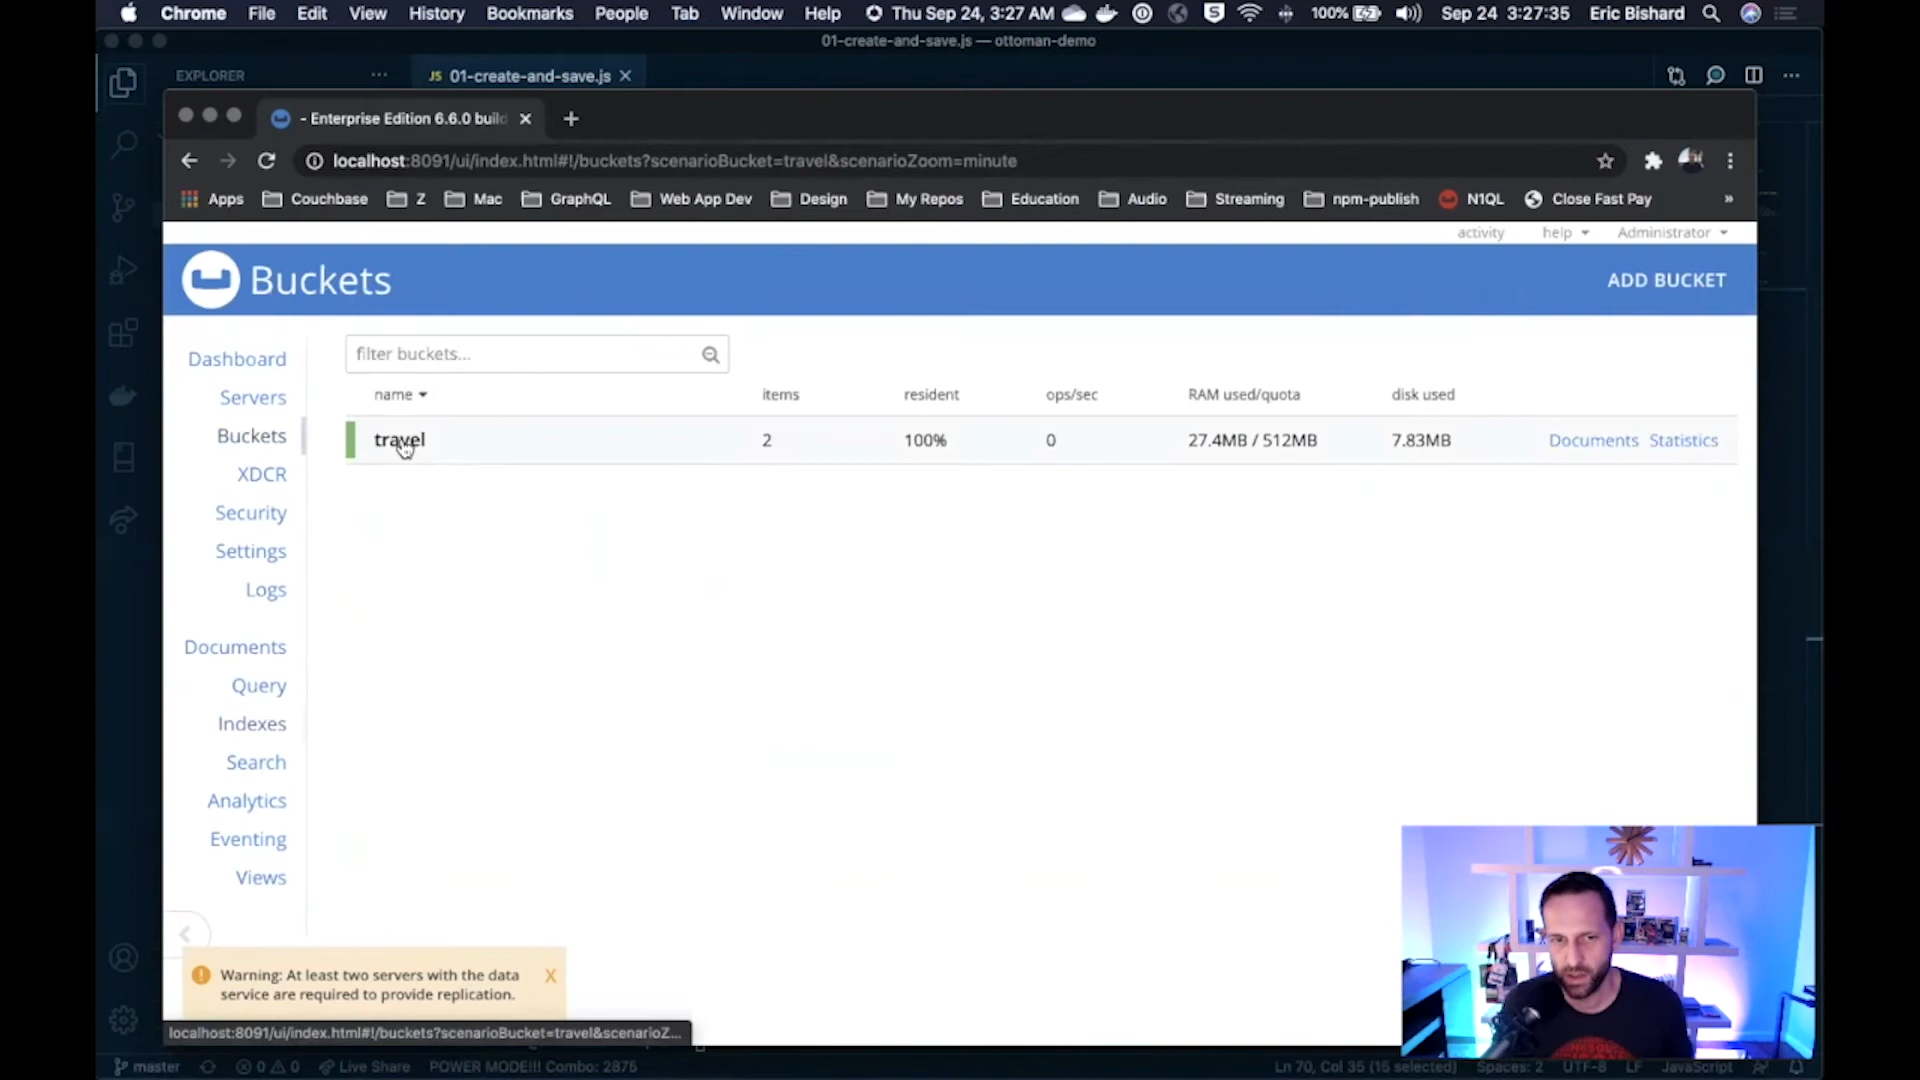 Chrome File Edit View History Bookmarks People Tab Window Help Thu Sep 24, 3:27 AM 100% Sep 24 3:27:35 Eric Bishard
01-create-and-save.js — ottoman-demo
EXPLORER ··· JS 01-create-and-save.js
- Enterprise Edition 6.6.0 build
localhost:8091/ui/index.html#!/buckets?scenarioBucket=travel&scenarioZoom=minute
Apps Couchbase Z Mac GraphQL Web App Dev Design My Repos Education Audio Streaming npm-publish N1QL Close Fast Pay »
activity help Administrator
Buckets ADD BUCKET
Dashboard
Servers
Buckets
XDCR
Security
Settings
Logs
Documents
Query
Indexes
Search
Analytics
Eventing
Views
filter buckets...
name items resident ops/sec RAM used/quota disk used
travel 2 100% 0 27.4MB / 512MB 7.83MB Documents Statistics
Warning: At least two servers with the data X
service are required to provide replication.
localhost:8091/ui/index.html#!/buckets?scenarioBucket=travel&scenarioZ...
master 0 0 Live Share POWER MODE!!! Combo: 2875 Ln 70, Col 35 (15 selected) Spaces: 2 UTF-8 LF JavaScript